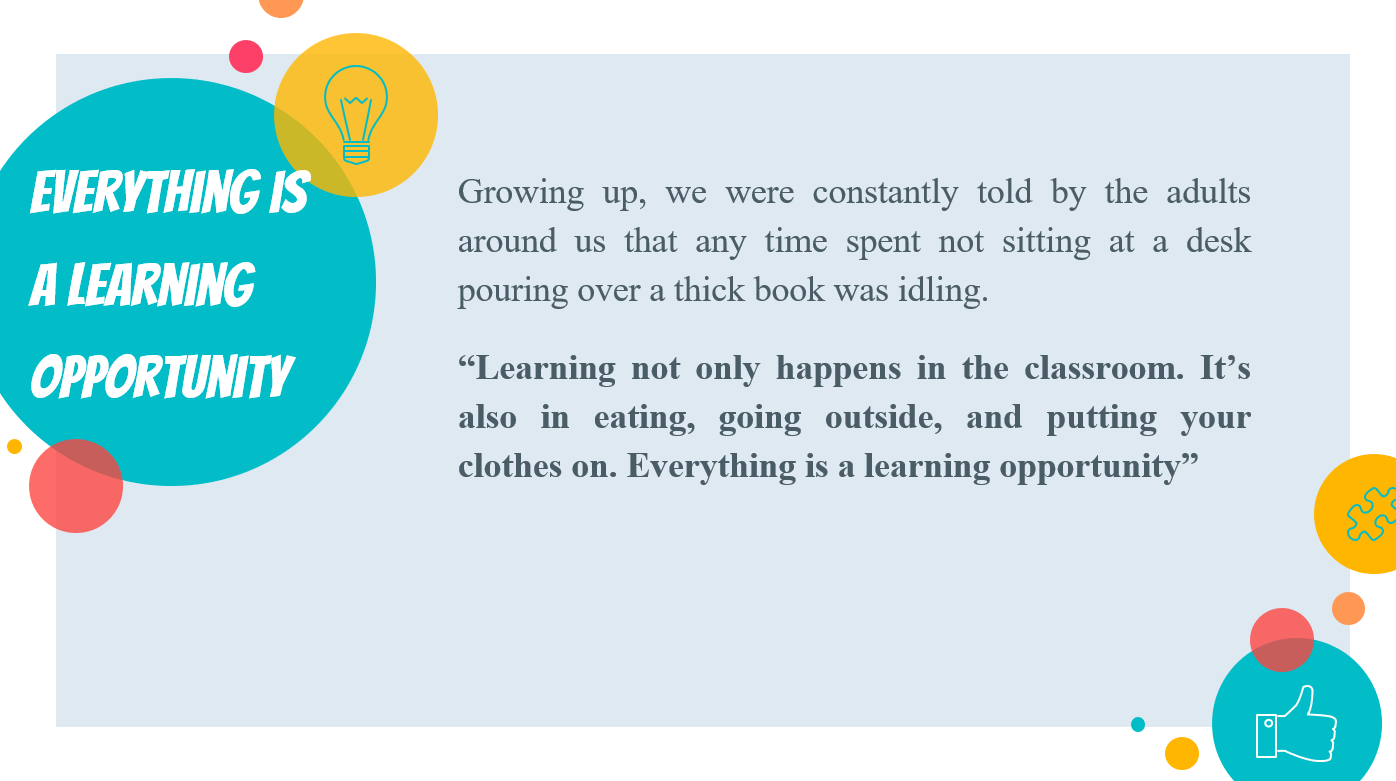 EVERYTHING IS
A LEARNING
OPPORTUNITY
Growing up, we were constantly told by the adults
around us that any time spent not sitting at a desk
pouring over a thick book was idling.
“Learning not only happens in the classroom. It’s
also in eating, going outside, and putting your
clothes on. Everything is a learning opportunity”